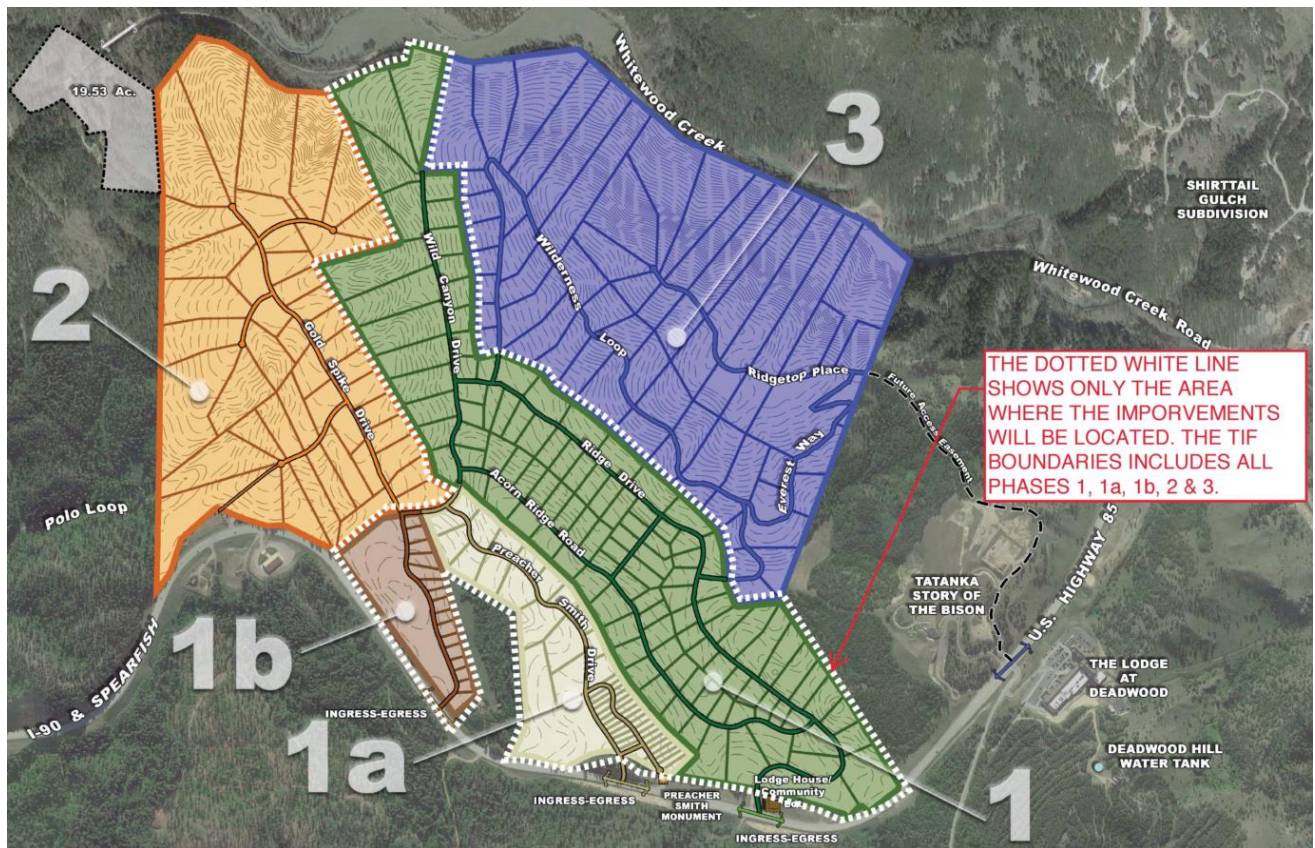 19.53 Ac.
Whitewood Creek
3
SHIRTTAIL
GULCH
SUBDIVISION
Whitewood Creek Road
2
Wild Canyon Drive
Wilderness Loop
Gold Spike Drive
Ridgetop Place
Future Access Easement
THE DOTTED WHITE LINE
SHOWS ONLY THE AREA
WHERE THE IMPORVEMENTS
WILL BE LOCATED. THE TIF
BOUNDARIES INCLUDES ALL
PHASES 1, 1a, 1b, 2 & 3.
Everest Way
Ridge Drive
Acorn Ridge Road
Polo Loop
Preacher Smith Drive
TATANKA
STORY OF
THE BISON
U.S. HIGHWAY 85
THE LODGE
AT
DEADWOOD
1b
I-90 & SPEARFISH
INGRESS-EGRESS
1a
DEADWOOD HILL
WATER TANK
INGRESS-EGRESS
PREACHER
SMITH
MONUMENT
Lodge House/
Community
INGRESS-EGRESS
1